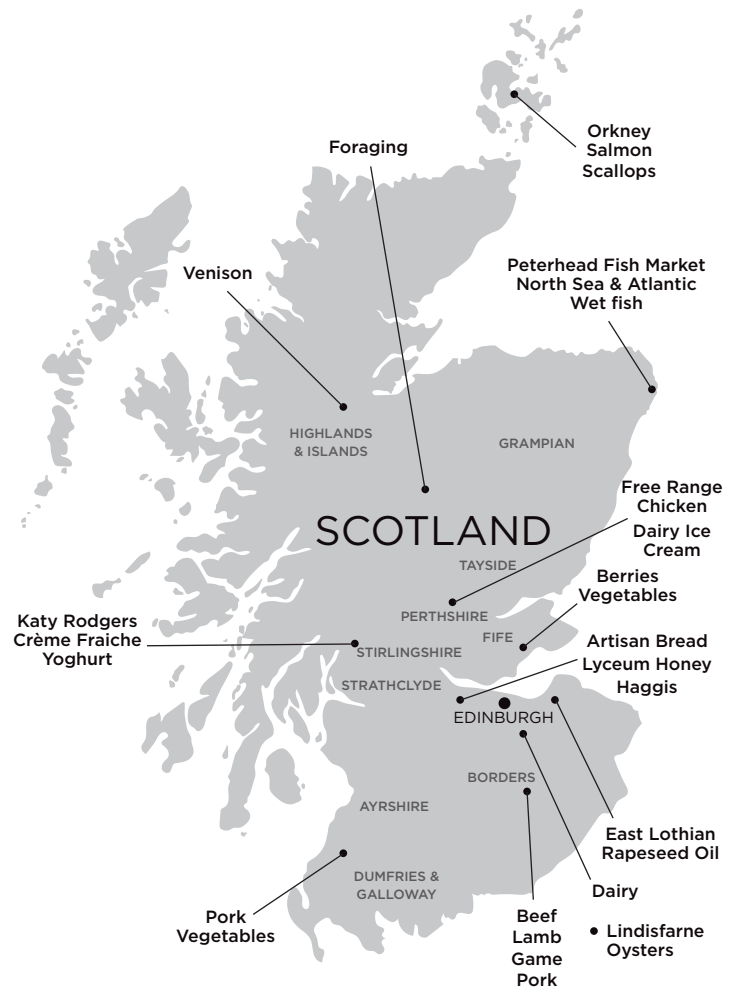 Orkney
Salmon
Scallops
Foraging
Venison
Peterhead Fish Market
North Sea & Atlantic
Wet fish
HIGHLANDS
& ISLANDS
GRAMPIAN
Free Range
Chicken
SCOTLAND
Dairy Ice
Cream
TAYSIDE
Berries
Vegetables
PERTHSHIRE
Katy Rodgers
Crème Fraiche
Yoghurt
FIFE
STIRLINGSHIRE
Artisan Bread
Lyceum Honey
Haggis
STRATHCLYDE
EDINBURGH
BORDERS
AYRSHIRE
East Lothian
Rapeseed Oil
DUMFRIES &
GALLOWAY
Dairy
Pork
Vegetables
Beef
Lamb
Game
Pork
Lindisfarne
Oysters